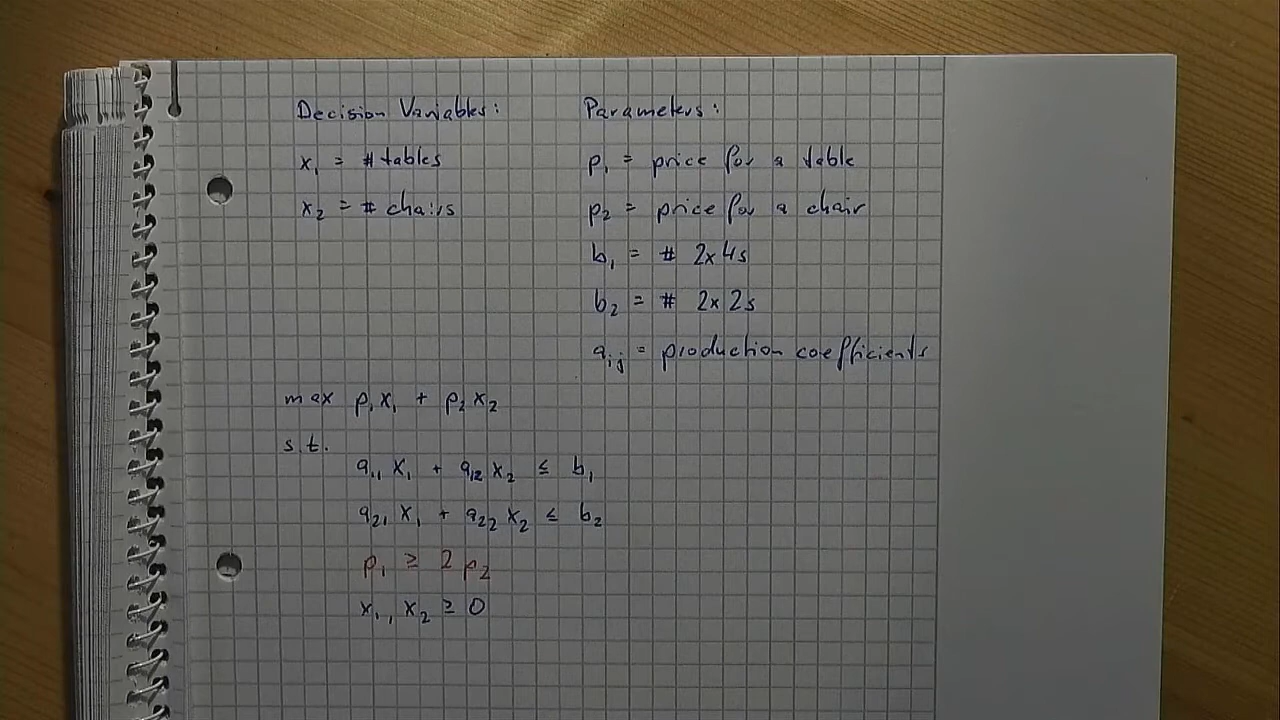 Decision Variables:
x₁ = # tables
x₂ = # chairs
Parameters:
p₁ = price for a table
p₂ = price for a chair
b₁ = # 2x4s
b₂ = # 2x2s
aᵢⱼ = production coefficients
max p₁x₁ + p₂x₂
s.t.
a₁₁ x₁ + a₁₂ x₂ ≤ b₁
a₂₁ x₁ + a₂₂ x₂ ≤ b₂
p₁ ≥ 2 p₂
x₁, x₂ ≥ 0